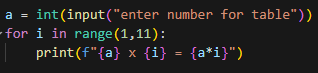 a = int(input("enter number for table"))
for i in range(1,11):
    print(f"{a} x {i} = {a*i}")